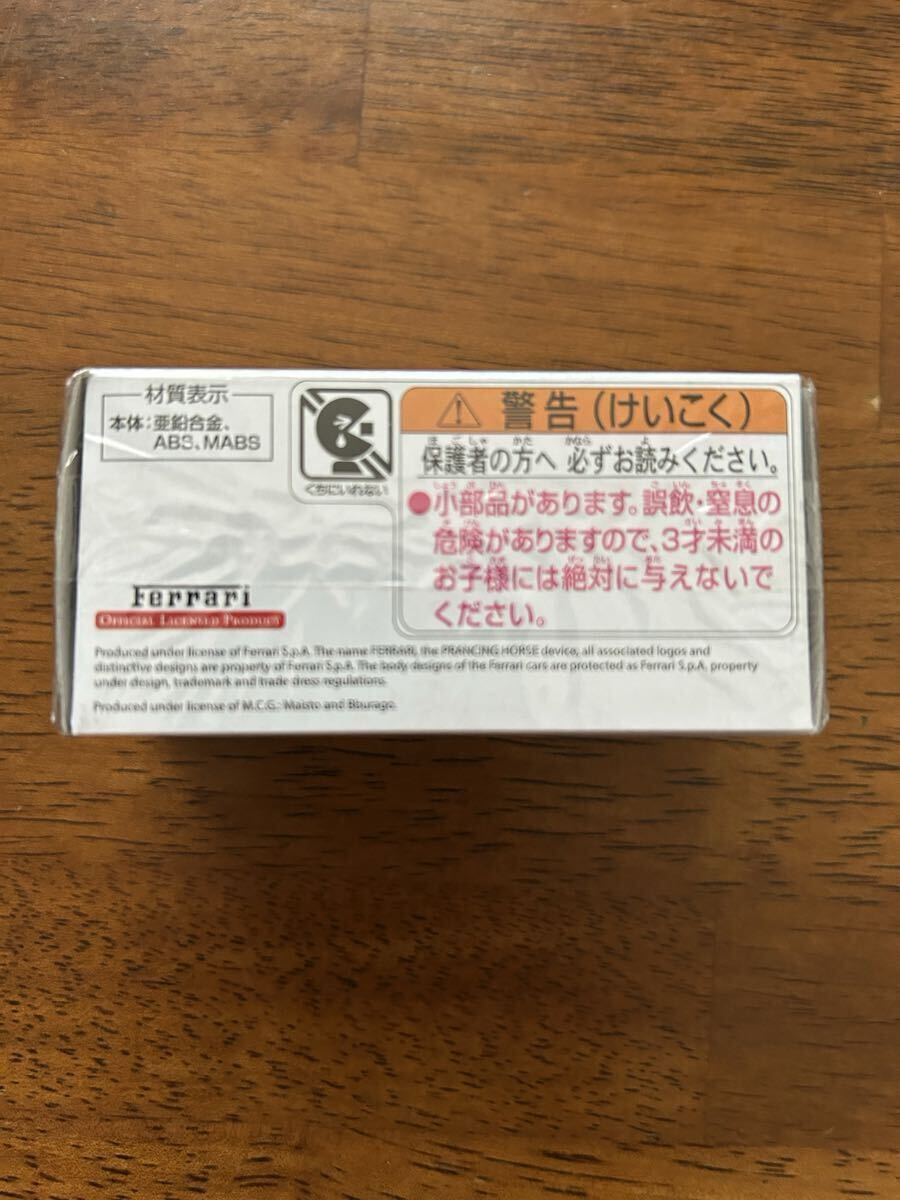 材質表示
本体：亜鉛合金、
ABS、MABS
くちにいれない
警告（けいこく）
保護者の方へ 必ずお読みください。
●小部品があります。誤飲・窒息の
危険がありますので、3才未満の
お子様には絶対に与えないで
ください。
Ferrari
OFFICIAL LICENSED PRODUCT
Produced under license of Ferrari S.p.A. The name FERRARI, the PRANCING HORSE device, all associated logos and
distinctive designs are property of Ferrari S.p.A. The body designs of the Ferrari cars are protected as Ferrari S.p.A. property
under design, trademark and trade dress regulations.
Produced under license of M.C.G.: Maisto and Bburago.